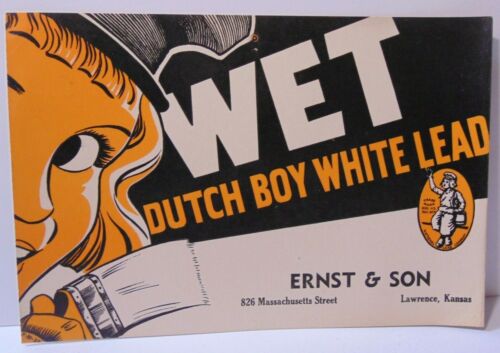 WET
DUTCH BOY WHITE LEAD
ERNST & SON
826 Massachusetts Street Lawrence, Kansas